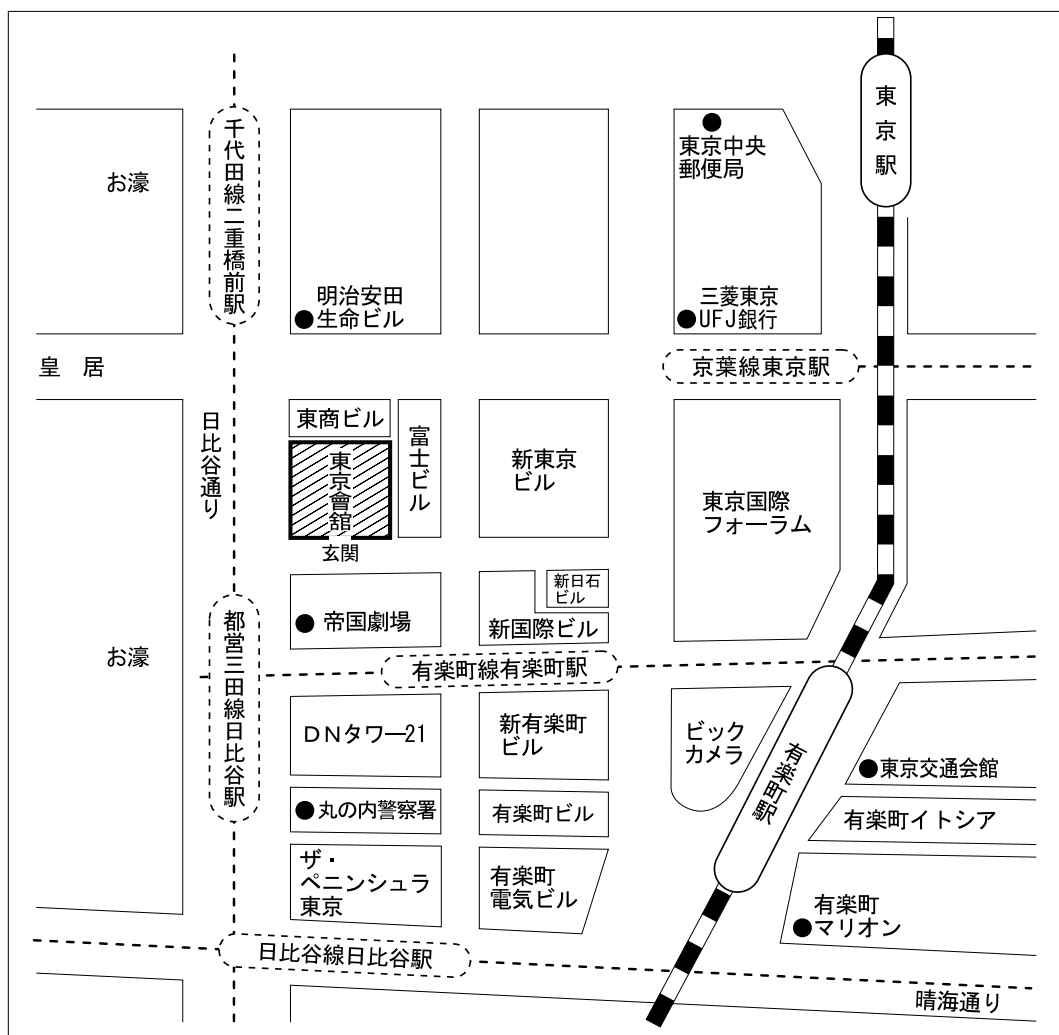 東京駅
千代田線二重橋前駅
お濠
東京中央
郵便局
明治安田
生命ビル
三菱東京
UFJ銀行
皇 居
京葉線東京駅
日比谷通り
東商ビル
東京會舘
富士ビル
新東京
ビル
東京国際
フォーラム
玄関
帝国劇場
新日石
ビル
新国際ビル
お濠
都営三田線日比谷駅
有楽町線有楽町駅
DNタワー21
新有楽町
ビル
ビック
カメラ
有楽町駅
東京交通会館
丸の内警察署
有楽町ビル
有楽町イトシア
ザ・
ペニンシュラ
東京
有楽町
電気ビル
有楽町
マリオン
日比谷線日比谷駅
晴海通り